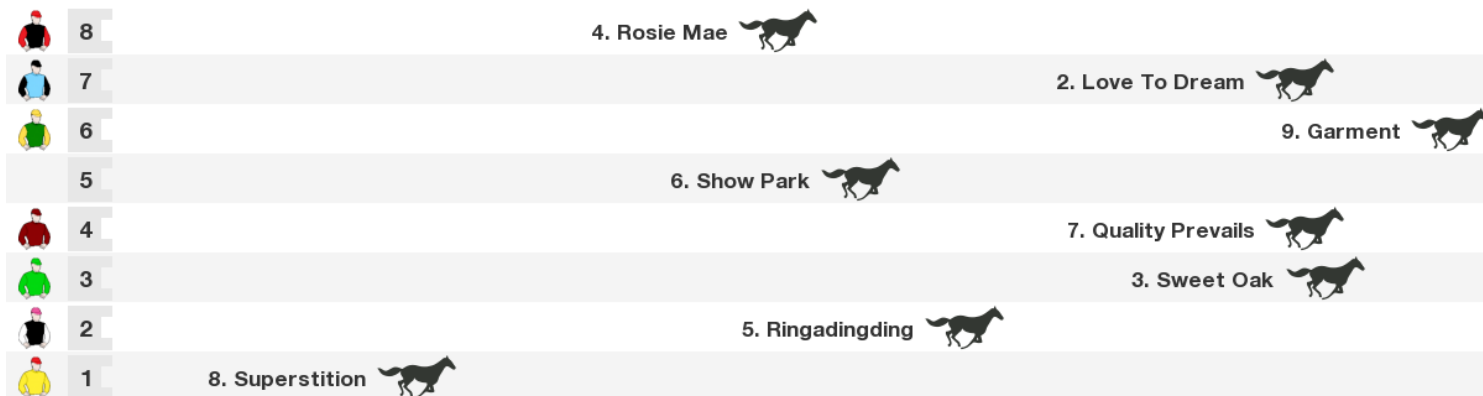 8 4. Rosie Mae
7 2. Love To Dream
6 9. Garment
5 6. Show Park
4 7. Quality Prevails
3 3. Sweet Oak
2 5. Ringadingding
1 8. Superstition